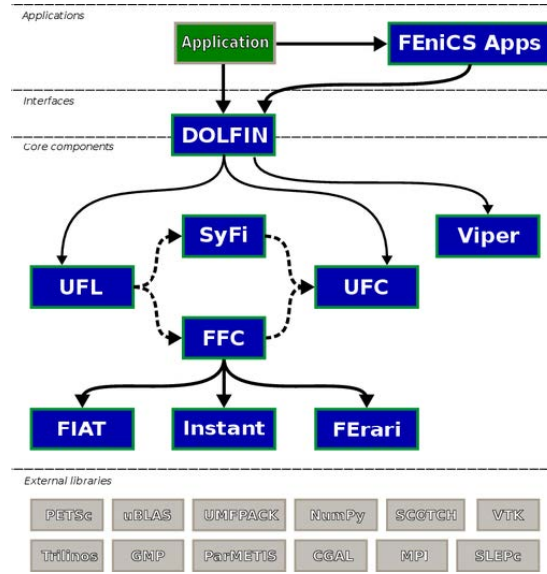 Applications
Application
FEniCS Apps
Interfaces
DOLFIN
Core components
SyFi
Viper
UFL
UFC
FFC
FIAT
Instant
FErari
External libraries
PETSc uBLAS UMFPACK NumPy SCOTCH VTK
Trilinos GMP ParMETIS CGAL MPI SLEPc